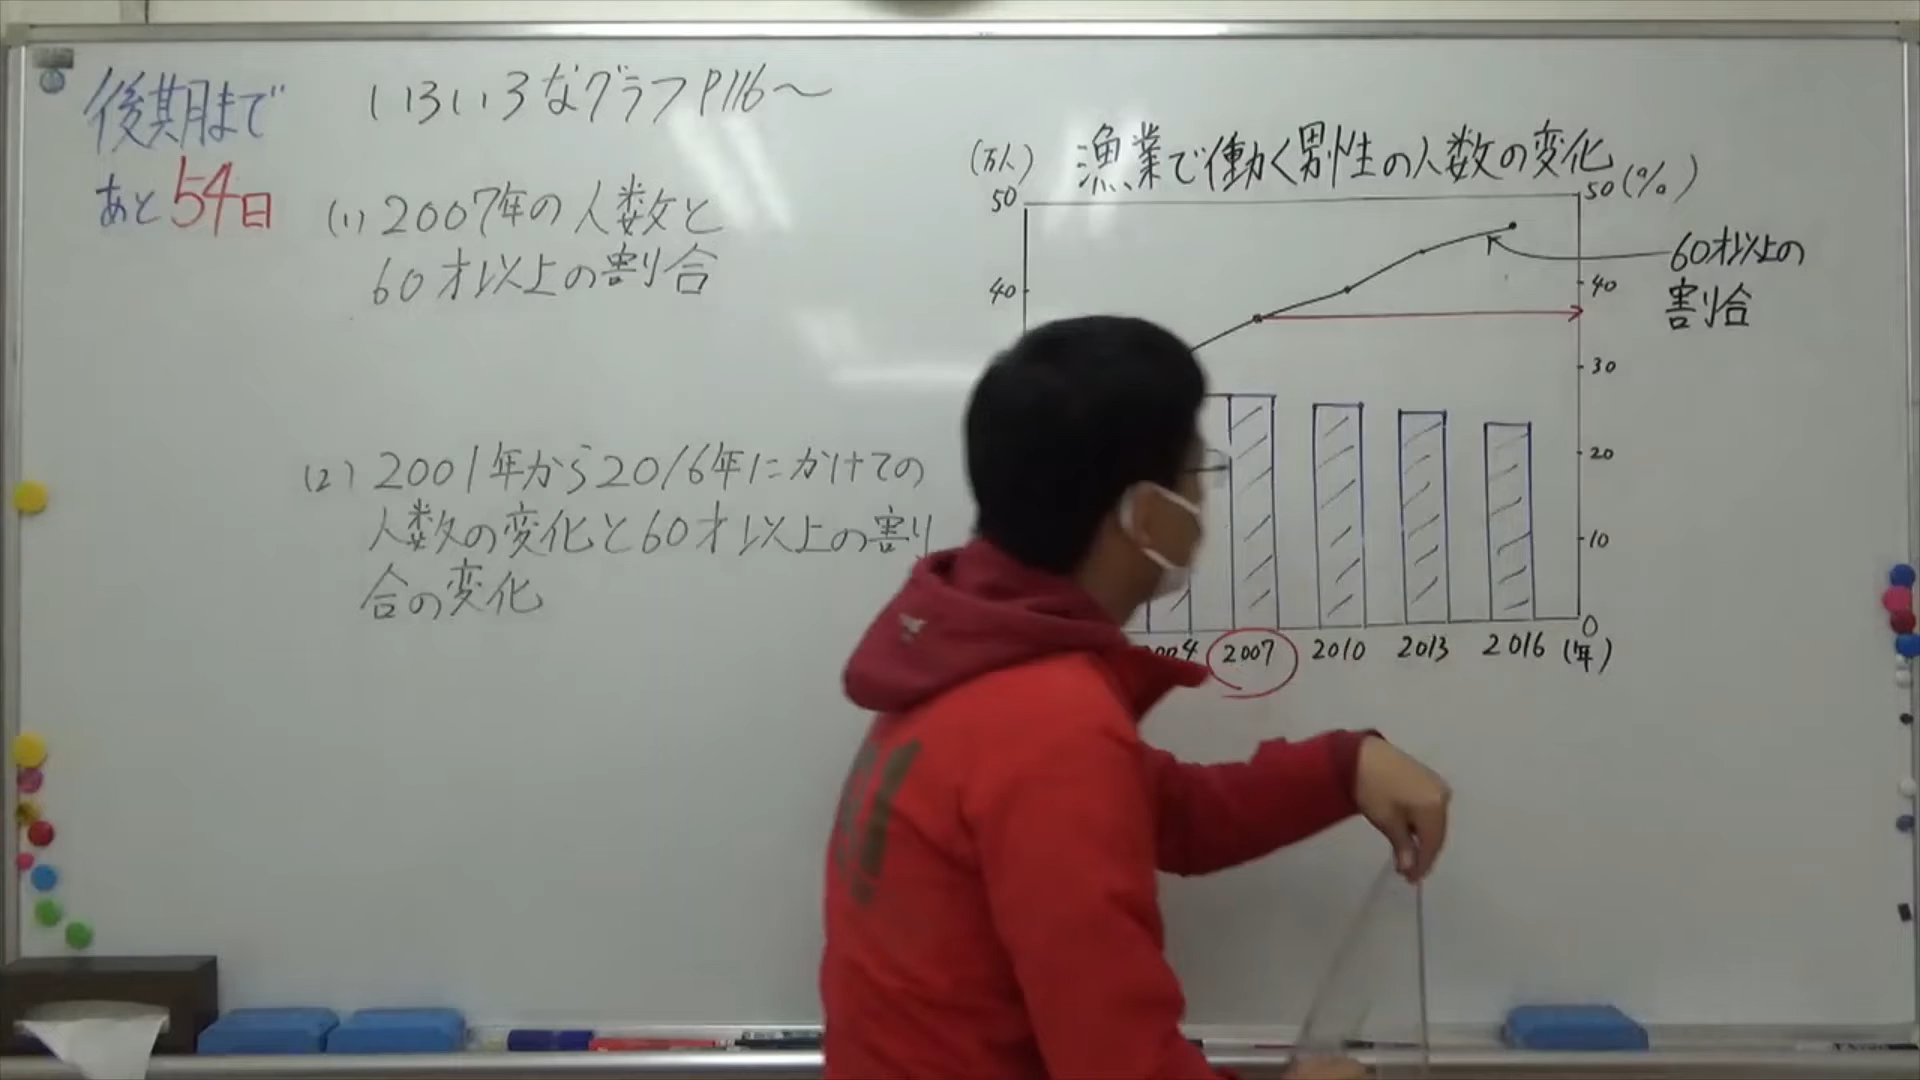 後期まで
あと54日
いろいろなグラフP116〜
(1) 2007年の人数と
60才以上の割合
(2) 2001年から2016年にかけての
人数の変化と60才以上の割り
合の変化
漁業で働く男性の人数の変化
(万人)
50
40
50(%)
40
30
20
10
0
60才以上の
割合
2007 2010 2013 2016 (年)